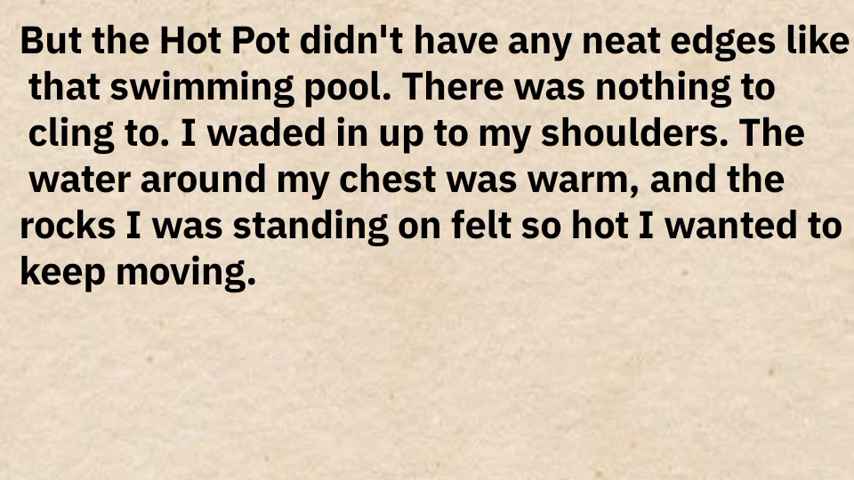 But the Hot Pot didn't have any neat edges like
that swimming pool. There was nothing to
cling to. I waded in up to my shoulders. The
water around my chest was warm, and the
rocks I was standing on felt so hot I wanted to
keep moving.